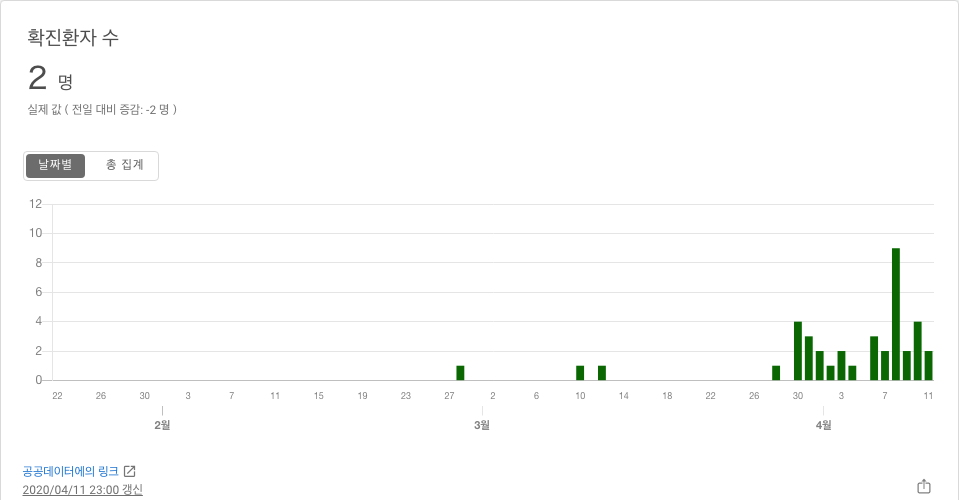 확진환자 수
2 명
실제 값 ( 전일 대비 증감: -2 명 )
날짜별 총 집계
12
10
8
6
4
2
0
22 26 30 3 7 11 15 19 23 27 2 6 10 14 18 22 26 30 3 7 11
2월 3월 4월
공공데이터에의 링크
2020/04/11 23:00 갱신